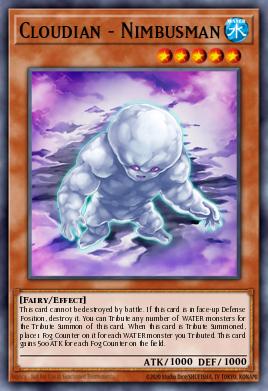 Cloudian - Nimbusman
WATER
水
[Fairy/Effect]
This card cannot be destroyed by battle. If this card is in face-up Defense
Position, destroy it. You can Tribute any number of WATER monsters for
the Tribute Summon of this card. When this card is Tribute Summoned,
place 1 Fog Counter on it for each WATER monster you Tributed. This card
gains 500 ATK for each Fog Counter on the field.
ATK/1000 DEF/1000
©2020 Studio Dice/SHUEISHA, TV TOKYO, KONAMI